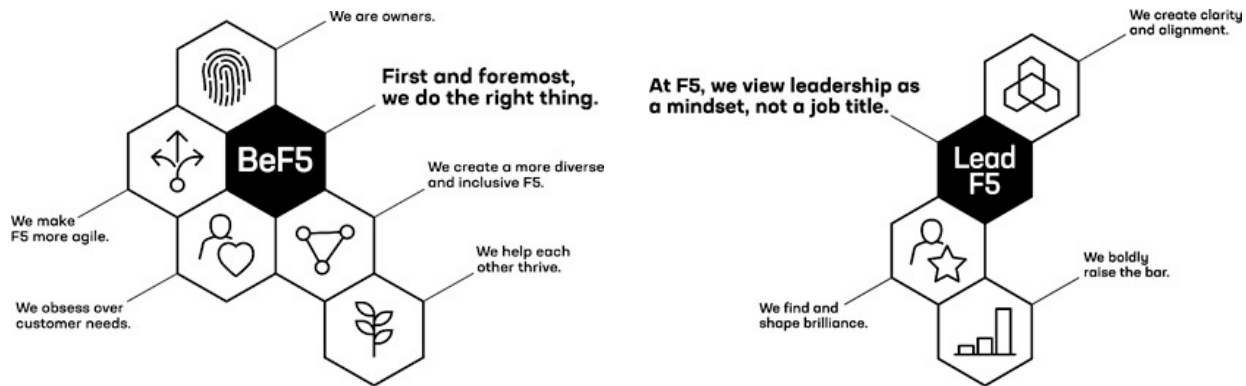 We are owners.
First and foremost,
we do the right thing.
BeF5
We create a more diverse
and inclusive F5.
We make
F5 more agile.
We help each
other thrive.
We obsess over
customer needs.
We create clarity
and alignment.
At F5, we view leadership as
a mindset, not a job title.
Lead
F5
We boldly
raise the bar.
We find and
shape brilliance.